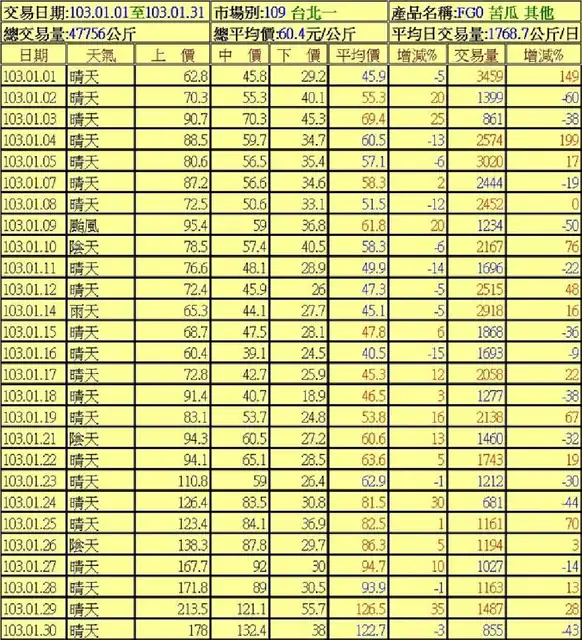 交易日期:103.01.01至103.01.31 市場別:109 台北一 產品名稱:FG0 苦瓜 其他
總交易量:47756公斤 總平均價:60.4元/公斤 平均日交易量:1768.7公斤/日
日期 天氣 上 價 中 價 下 價 平均價 增減% 交易量 增減%
103.01.01 晴天 62.8 45.8 29.2 45.9 -5 3459 149
103.01.02 晴天 70.3 55.3 40.1 55.3 20 1399 -60
103.01.03 晴天 90.7 70.3 45.3 69.4 25 861 -38
103.01.04 晴天 88.5 59.7 34.7 60.5 -13 2574 199
103.01.05 晴天 80.6 56.5 35.4 57.1 -6 3020 17
103.01.07 晴天 87.2 56.6 34.6 58.3 2 2444 -19
103.01.08 晴天 72.5 50.6 33.1 51.5 -12 2452 0
103.01.09 颱風 95.4 59 36.8 61.8 20 1234 -50
103.01.10 陰天 78.5 57.4 40.5 58.3 -6 2167 76
103.01.11 晴天 76.6 48.1 28.9 49.9 -14 1696 -22
103.01.12 晴天 72.4 45.9 26 47.3 -5 2515 48
103.01.14 雨天 65.3 44.1 27.7 45.1 -5 2918 16
103.01.15 晴天 68.7 47.5 28.1 47.8 6 1868 -36
103.01.16 晴天 60.4 39.1 24.5 40.5 -15 1693 -9
103.01.17 晴天 72.8 42.7 25.9 45.3 12 2058 22
103.01.18 晴天 91.4 40.7 18.9 46.5 3 1277 -38
103.01.19 晴天 83.1 53.7 24.8 53.8 16 2138 67
103.01.21 陰天 94.3 60.5 27.2 60.6 13 1460 -32
103.01.22 晴天 94.1 65.1 28.5 63.6 5 1743 19
103.01.23 晴天 110.8 59 26.4 62.9 -1 1212 -30
103.01.24 晴天 126.4 83.5 30.8 81.5 30 681 -44
103.01.25 晴天 123.4 84.1 36.9 82.5 1 1161 70
103.01.26 陰天 138.3 87.8 29.7 86.3 5 1194 3
103.01.27 晴天 167.7 92 30 94.7 10 1027 -14
103.01.28 晴天 171.8 89 30.5 93.9 -1 1163 13
103.01.29 晴天 213.5 121.1 55.7 126.5 35 1487 28
103.01.30 晴天 178 132.4 38 122.7 -3 855 -43